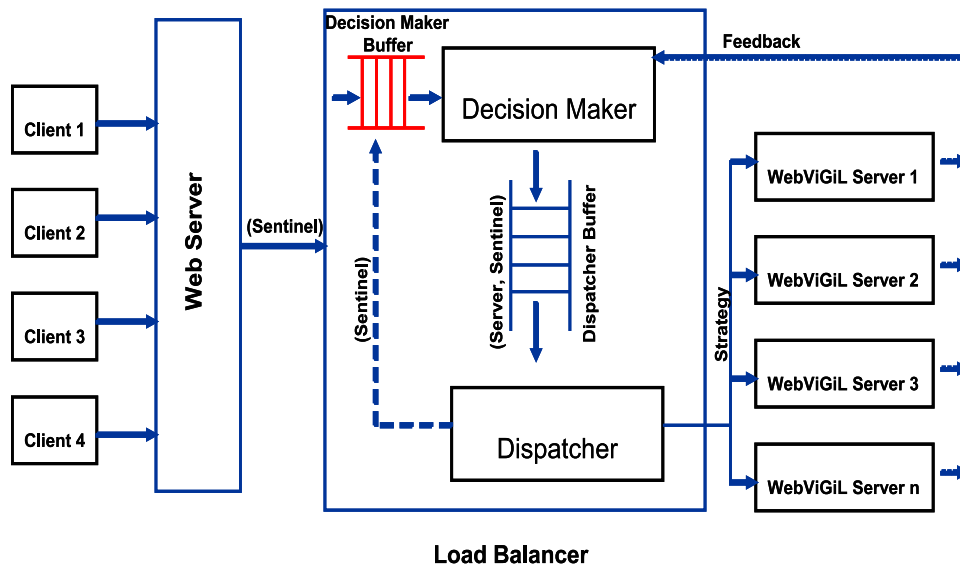 Client 1
Client 2
Client 3
Client 4
Web Server
(Sentinel)
Decision Maker
Buffer
Decision Maker
(Sentinel)
(Server, Sentinel)
Dispatcher Buffer
Dispatcher
Feedback
Strategy
WebViGiL Server 1
WebViGiL Server 2
WebViGiL Server 3
WebViGiL Server n
Load Balancer